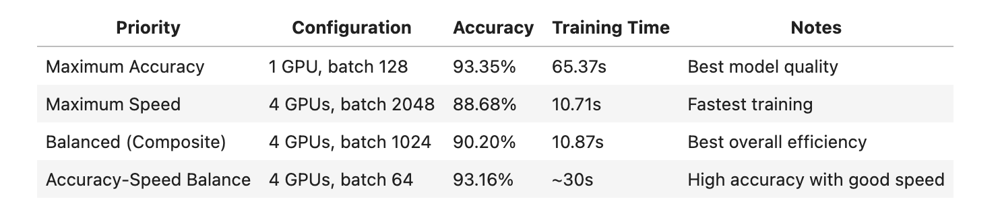 Priority Configuration Accuracy Training Time Notes
Maximum Accuracy 1 GPU, batch 128 93.35% 65.37s Best model quality
Maximum Speed 4 GPUs, batch 2048 88.68% 10.71s Fastest training
Balanced (Composite) 4 GPUs, batch 1024 90.20% 10.87s Best overall efficiency
Accuracy-Speed Balance 4 GPUs, batch 64 93.16% ~30s High accuracy with good speed